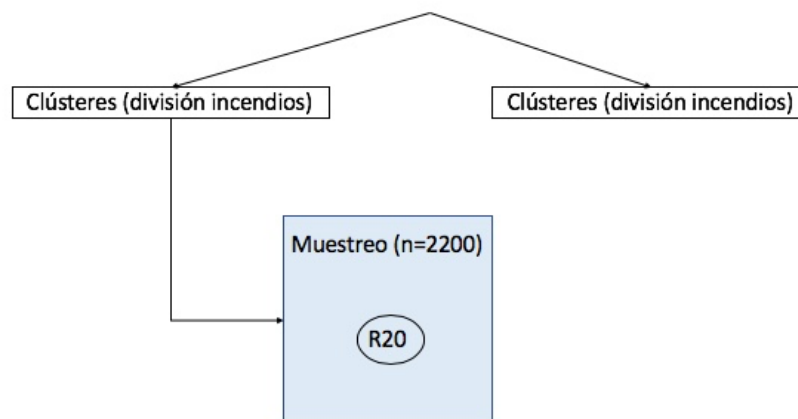 Clústeres (división incendios)
Clústeres (división incendios)
Muestreo (n=2200)
R20